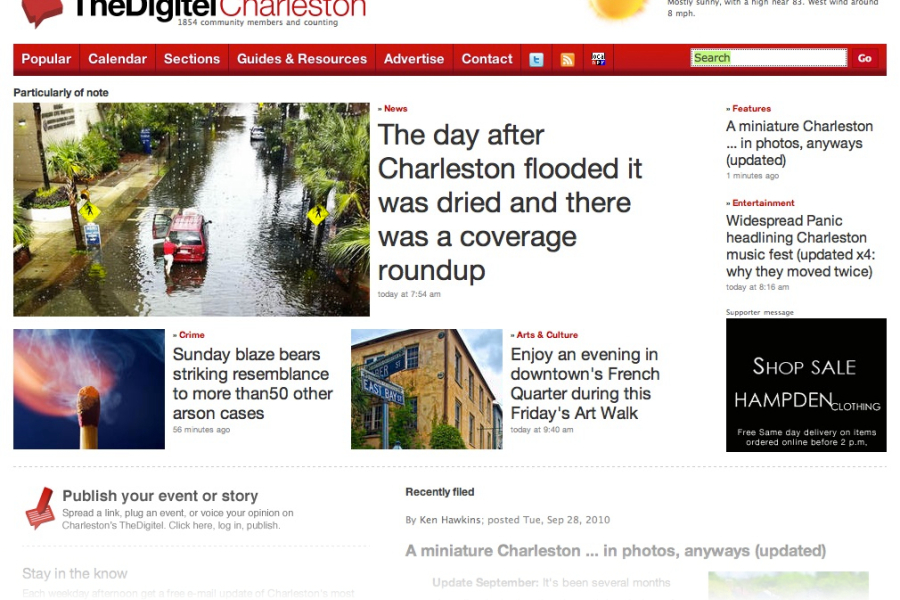 TheDigitelCharleston
1854 community members and counting
Mostly sunny, with a high near 83. West wind around
8 mph.
Popular
Calendar
Sections
Guides & Resources
Advertise
Contact
Search
Go
Particularly of note
» News
The day after
Charleston flooded it
was dried and there
was a coverage
roundup
today at 7:54 am
» Features
A miniature Charleston
... in photos, anyways
(updated)
1 minutes ago
» Entertainment
Widespread Panic
headlining Charleston
music fest (updated x4:
why they moved twice)
today at 8:16 am
Supporter message
SHOP SALE
HAMPDEN CLOTHING
Free Same day delivery on items
ordered online before 2 p.m.
» Crime
Sunday blaze bears
striking resemblance
to more than50 other
arson cases
56 minutes ago
EAST BAY ST
» Arts & Culture
Enjoy an evening in
downtown's French
Quarter during this
Friday's Art Walk
today at 9:40 am
Publish your event or story
Spread a link, plug an event, or voice your opinion on
Charleston's TheDigitel. Click here, log in, publish.
Stay in the know
Each weekday afternoon get a free e-mail update of Charleston's most
Recently filed
By Ken Hawkins; posted Tue, Sep 28, 2010
A miniature Charleston ... in photos, anyways (updated)
Update September: It's been several months